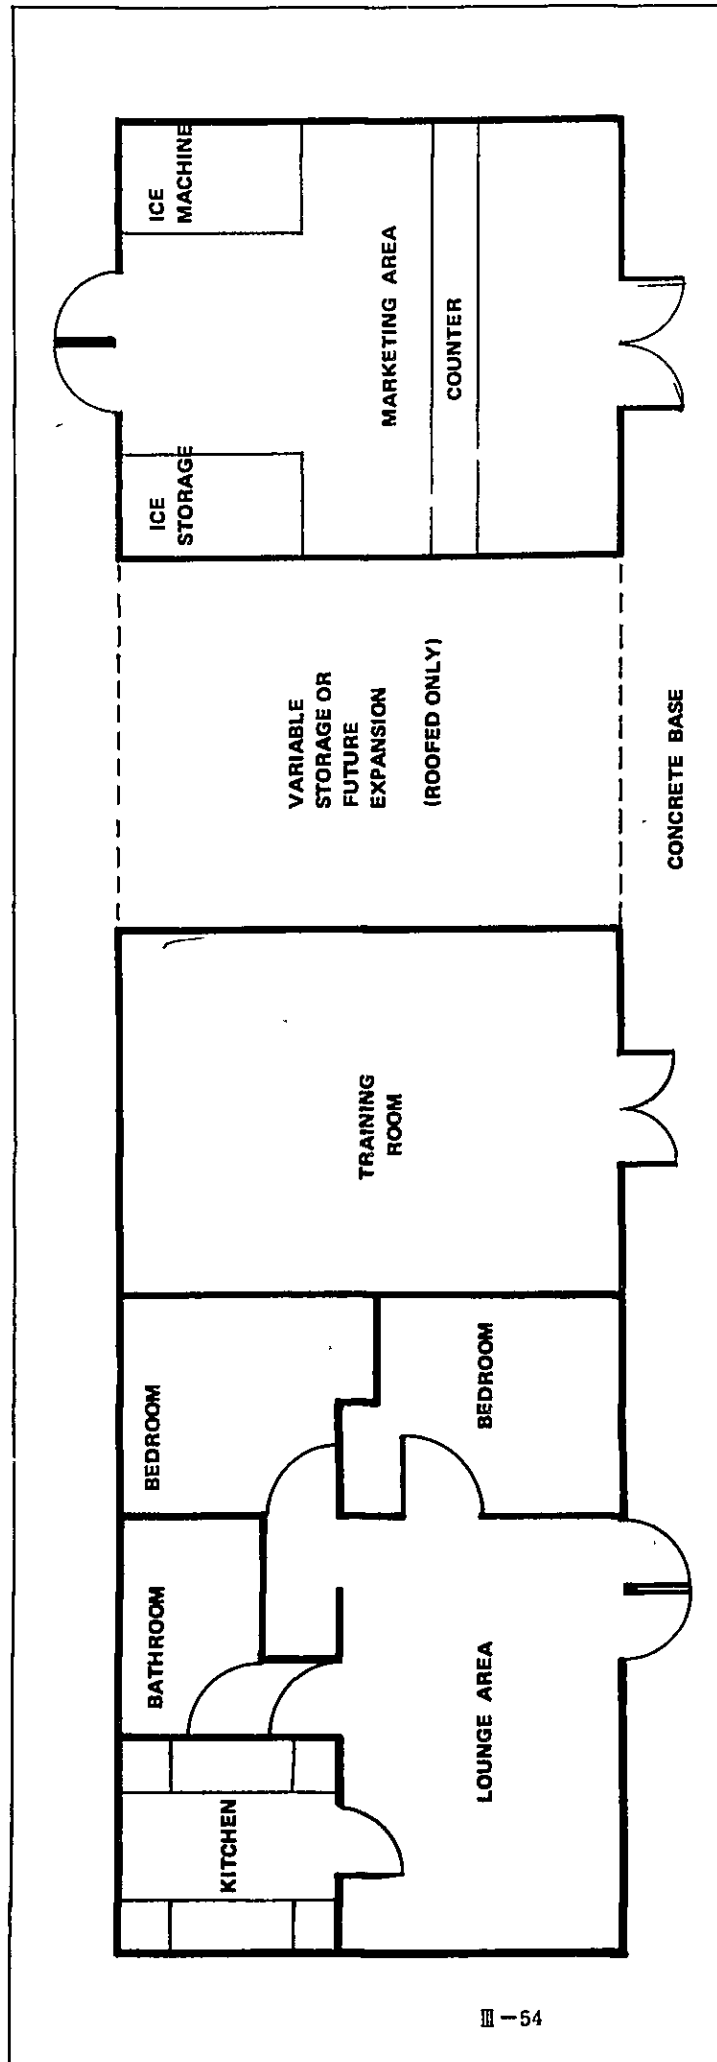 ICE
MACHINE
MARKETING AREA
COUNTER
ICE
STORAGE
VARIABLE
STORAGE OR
FUTURE
EXPANSION
(ROOFED ONLY)
CONCRETE BASE
TRAINING
ROOM
BEDROOM
BEDROOM
BATHROOM
LOUNGE AREA
KITCHEN
III-54